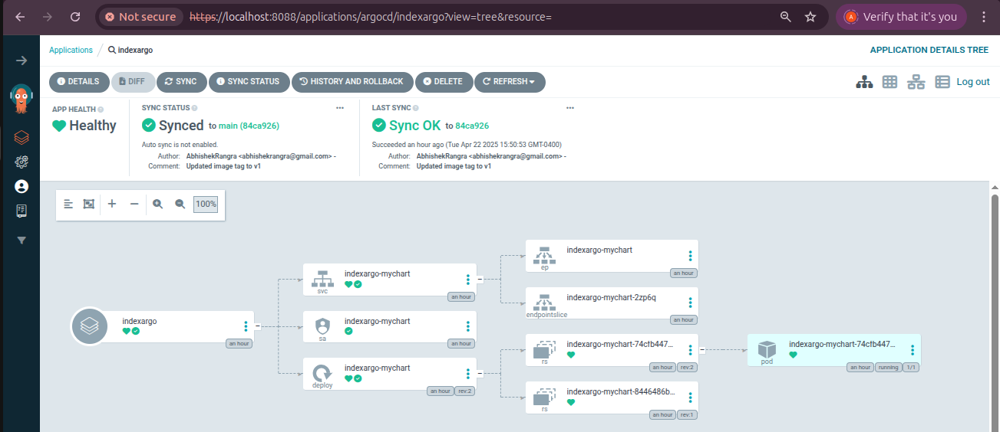 Not secure https://localhost:8088/applications/argocd/indexargo?view=tree&resource= A Verify that it's you
Applications / indexargo APPLICATION DETAILS TREE
DETAILS DIFF SYNC SYNC STATUS HISTORY AND ROLLBACK DELETE REFRESH Log out
APP HEALTH
Healthy
SYNC STATUS
Synced to main (84ca926)
Auto sync is not enabled.
Author: AbhishekRangra <abhishekrangra@gmail.com> -
Comment: Updated image tag to v1
LAST SYNC
Sync OK to 84ca926
Succeeded an hour ago (Tue Apr 22 2025 15:50:53 GMT-0400)
Author: AbhishekRangra <abhishekrangra@gmail.com> -
Comment: Updated image tag to v1
100%
indexargo
an hour
indexargo-mychart
svc
an hour
indexargo-mychart
sa
an hour
indexargo-mychart
deploy
an hour rev:2
indexargo-mychart
ep
an hour
indexargo-mychart-2zp6q
endpointslice
an hour
indexargo-mychart-74cfb447...
rs
an hour rev:2
indexargo-mychart-8446486b...
rs
an hour rev:1
indexargo-mychart-74cfb447...
pod
an hour running 1/1